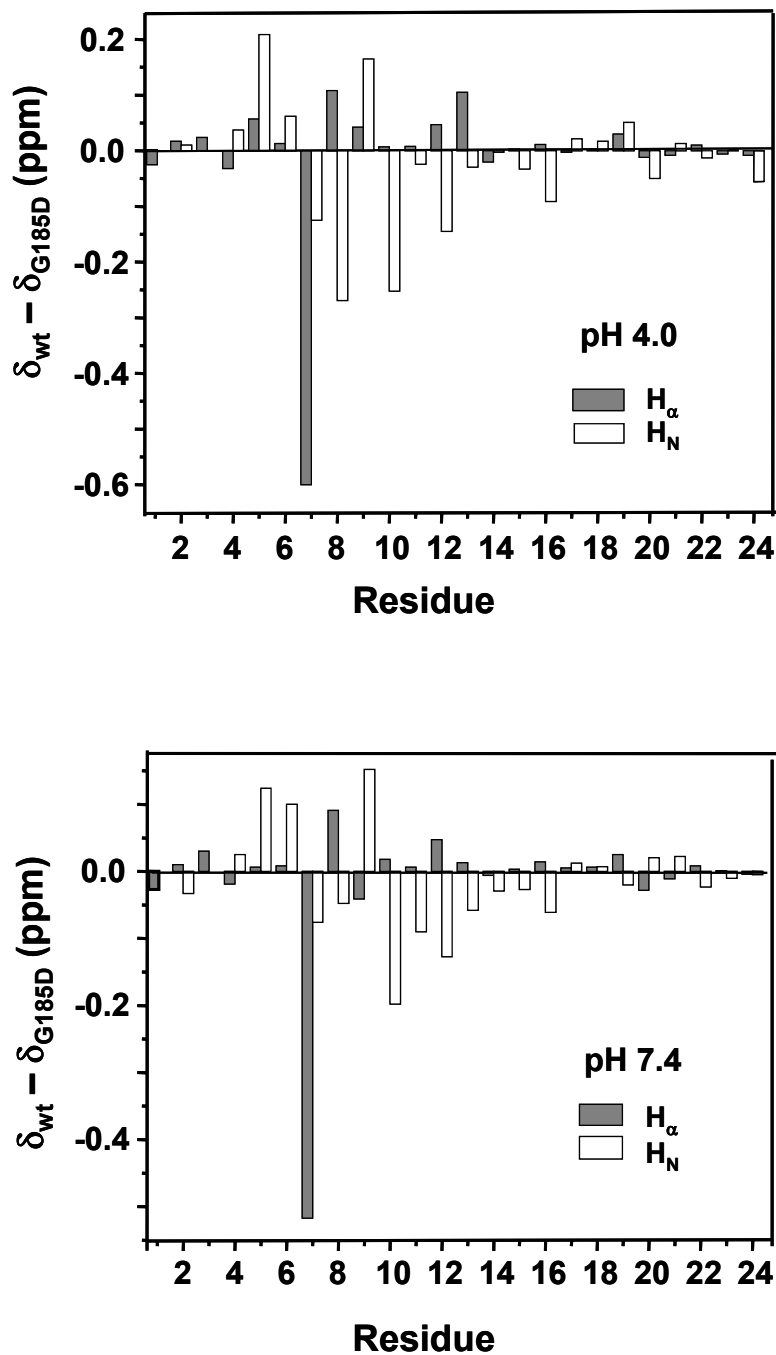 0.2
0.0
-0.2
-0.4
-0.6
δwt – δG185D (ppm)
pH 4.0
Hα
HN
2 4 6 8 10 12 14 16 18 20 22 24
Residue
0.0
-0.2
-0.4
δwt – δG185D (ppm)
pH 7.4
Hα
HN
2 4 6 8 10 12 14 16 18 20 22 24
Residue